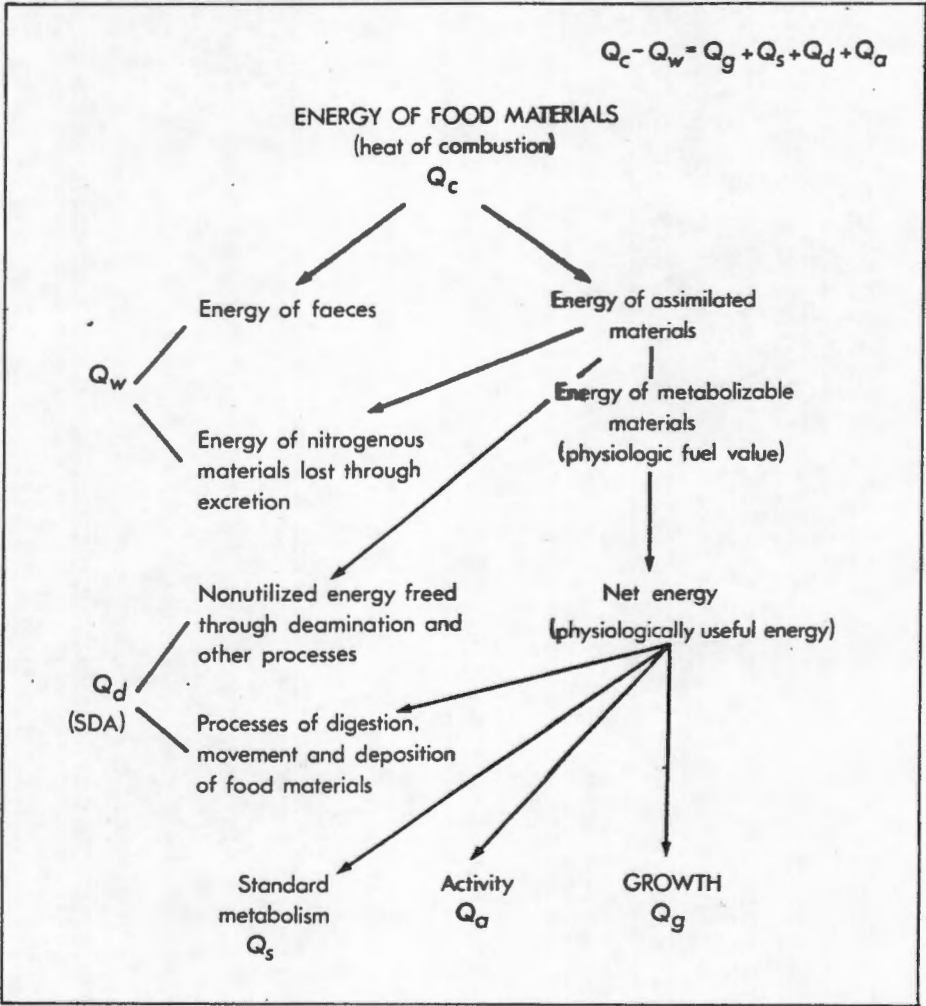 Qc - Qw = Qg + Qs + Qd + Qa
ENERGY OF FOOD MATERIALS
(heat of combustion)
Qc
Energy of faeces
Energy of assimilated
materials
Qw
Energy of metabolizable
materials
(physiologic fuel value)
Energy of nitrogenous
materials lost through
excretion
Nonutilized energy freed
through deamination and
other processes
Net energy
(physiologically useful energy)
Qd
(SDA)
Processes of digestion,
movement and deposition
of food materials
Standard
metabolism
Qs
Activity
Qa
GROWTH
Qg